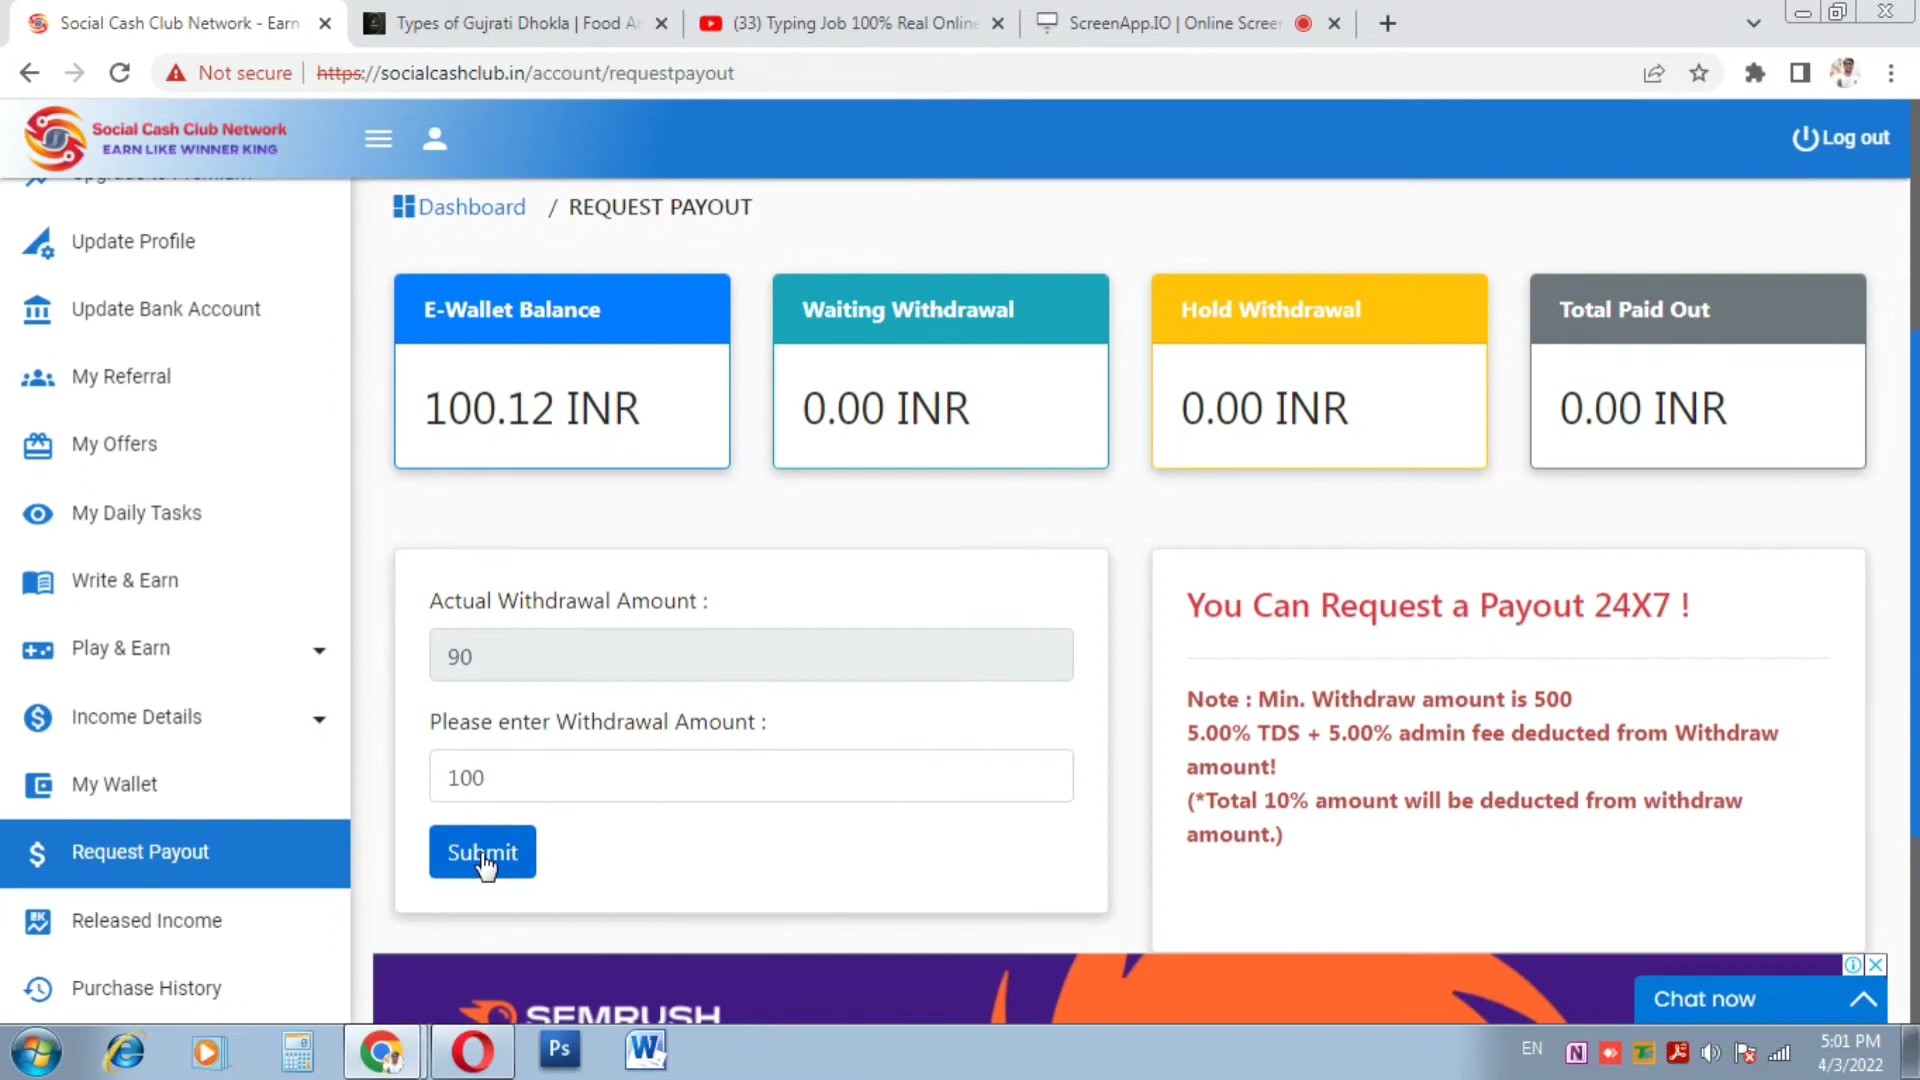 Social Cash Club Network - Earn
Types of Gujrati Dhokla | Food A
(33) Typing Job 100% Real Online
ScreenApp.IO | Online Screen
Not secure
https://socialcashclub.in/account/requestpayout
Social Cash Club Network
EARN LIKE WINNER KING
Log out
Upgrade to Premium
Update Profile
Update Bank Account
My Referral
My Offers
My Daily Tasks
Write & Earn
Play & Earn
Income Details
My Wallet
Request Payout
Released Income
Purchase History
Dashboard / REQUEST PAYOUT
E-Wallet Balance
100.12 INR
Waiting Withdrawal
0.00 INR
Hold Withdrawal
0.00 INR
Total Paid Out
0.00 INR
Actual Withdrawal Amount :
90
Please enter Withdrawal Amount :
100
Submit
You Can Request a Payout 24X7 !
Note : Min. Withdraw amount is 500
5.00% TDS + 5.00% admin fee deducted from Withdraw
amount!
(*Total 10% amount will be deducted from withdraw
amount.)
SEMRUSH
Chat now
Ps
W
EN
N
5:01 PM
4/3/2022